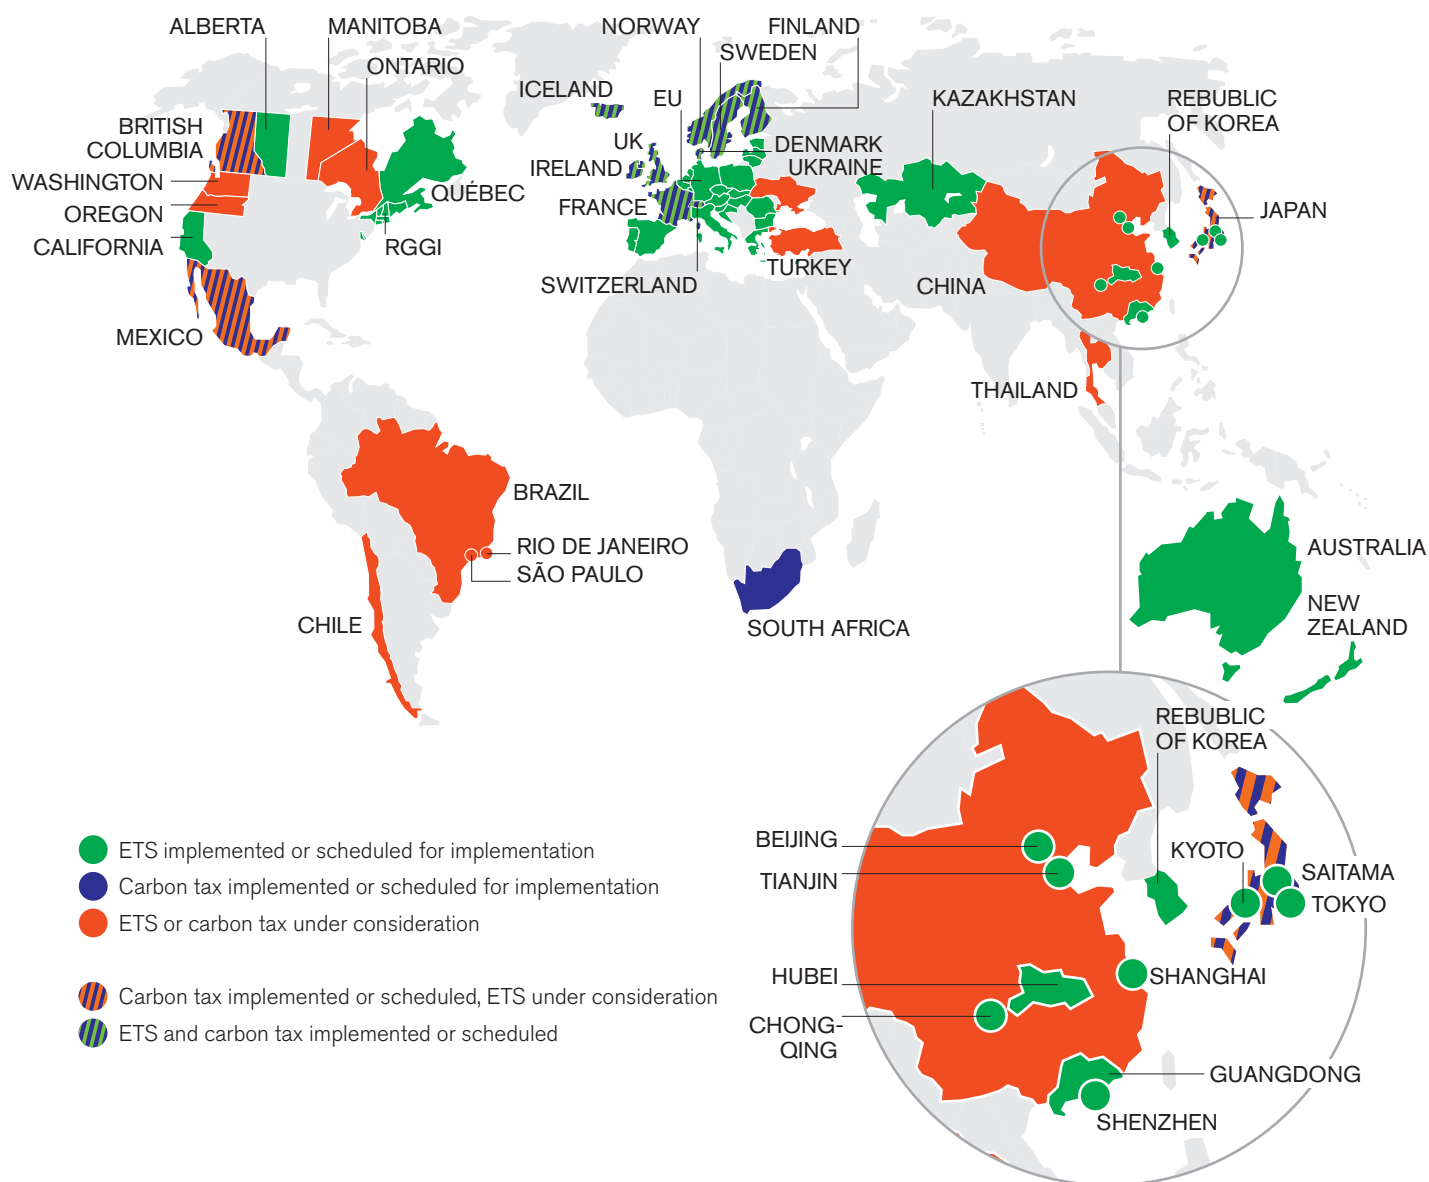 ALBERTA
MANITOBA
ONTARIO
BRITISH
COLUMBIA
WASHINGTON
OREGON
CALIFORNIA
QUÉBEC
RGGI
MEXICO
NORWAY
FINLAND
SWEDEN
ICELAND
EU
UK
IRELAND
DENMARK
UKRAINE
FRANCE
SWITZERLAND
TURKEY
KAZAKHSTAN
REBUBLIC
OF KOREA
JAPAN
CHINA
THAILAND
BRAZIL
RIO DE JANEIRO
SÃO PAULO
CHILE
SOUTH AFRICA
AUSTRALIA
NEW
ZEALAND
REBUBLIC
OF KOREA
BEIJING
TIANJIN
KYOTO
SAITAMA
TOKYO
HUBEI
SHANGHAI
CHONG-
QING
GUANGDONG
SHENZHEN
ETS implemented or scheduled for implementation
Carbon tax implemented or scheduled for implementation
ETS or carbon tax under consideration
Carbon tax implemented or scheduled, ETS under consideration
ETS and carbon tax implemented or scheduled